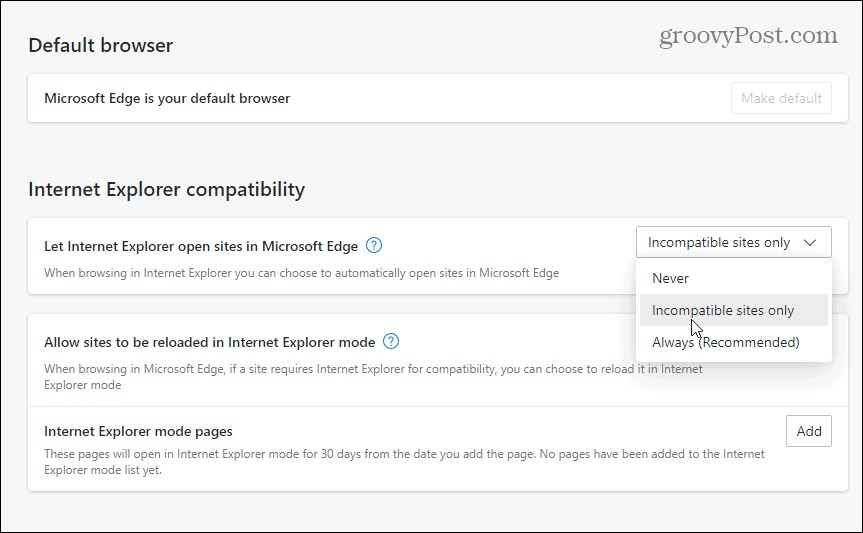 groovyPost.com
Default browser
Microsoft Edge is your default browser
Make default
Internet Explorer compatibility
Let Internet Explorer open sites in Microsoft Edge ?
Incompatible sites only
When browsing in Internet Explorer you can choose to automatically open sites in Microsoft Edge
Never
Incompatible sites only
Always (Recommended)
Allow sites to be reloaded in Internet Explorer mode ?
When browsing in Microsoft Edge, if a site requires Internet Explorer for compatibility, you can choose to reload it in Internet
Explorer mode
Internet Explorer mode pages
Add
These pages will open in Internet Explorer mode for 30 days from the date you add the page. No pages have been added to the Internet
Explorer mode list yet.